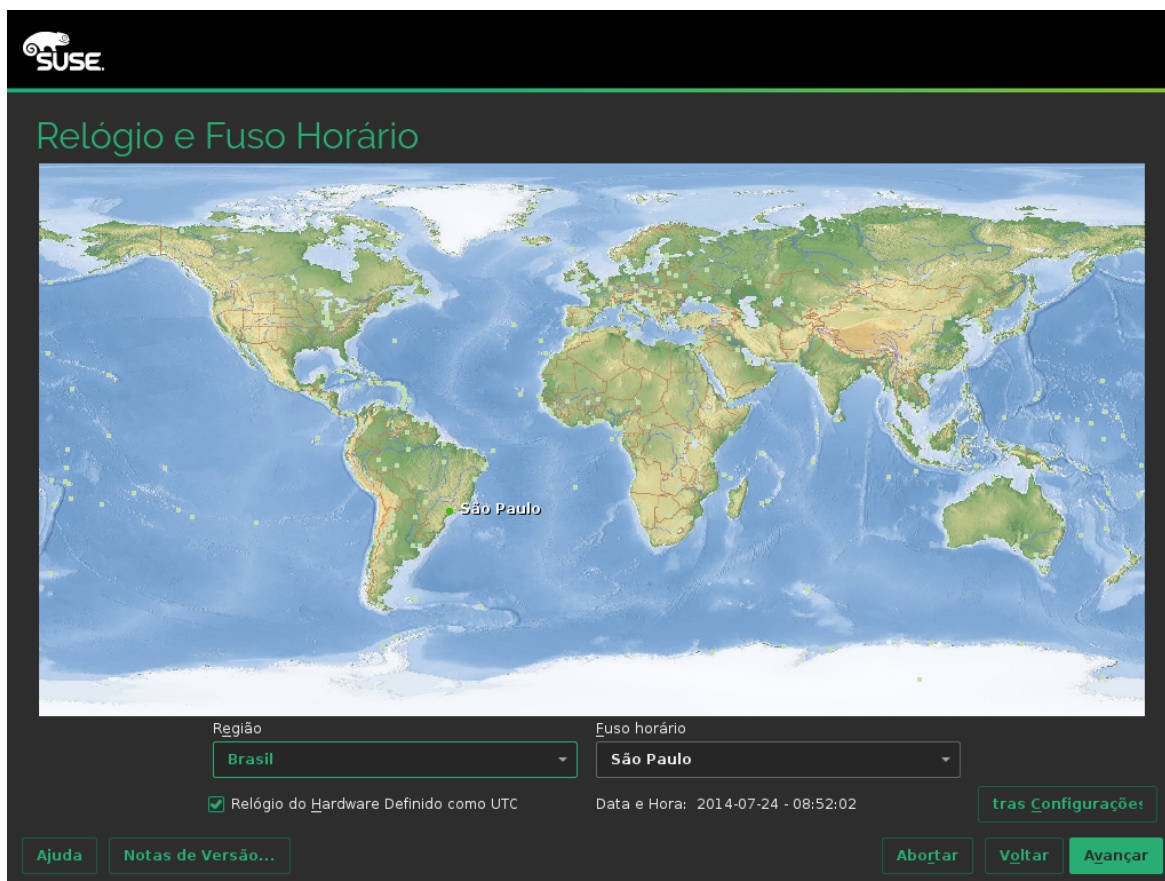 SUSE.
Relógio e Fuso Horário
São Paulo
Região
Fuso horário
Brasil
São Paulo
Relógio do Hardware Definido como UTC
Data e Hora: 2014-07-24 - 08:52:02
tras Configurações
Ajuda
Notas de Versão...
Abortar
Voltar
Avançar